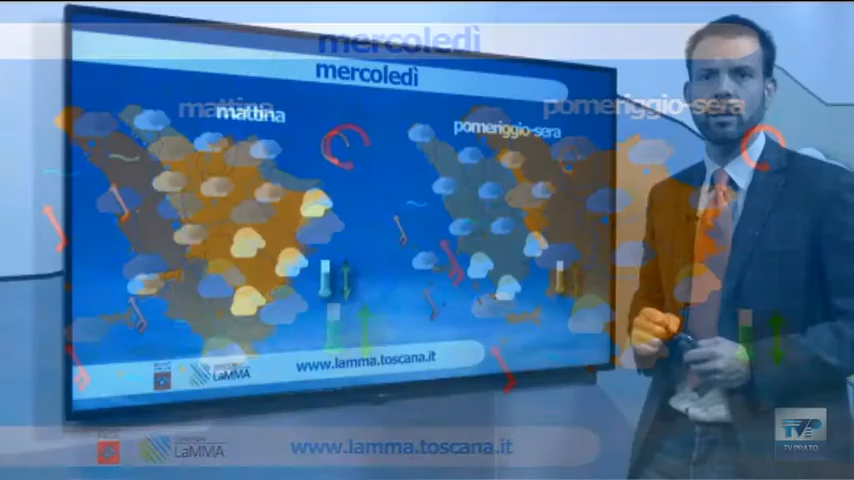 mercoledì
mercoledì
mattina
mattina
pomeriggio-sera
pomeriggio-sera
www.lamma.toscana.it
LaMMA
www.lamma.toscana.it
LaMMA
TV
TV PRATO